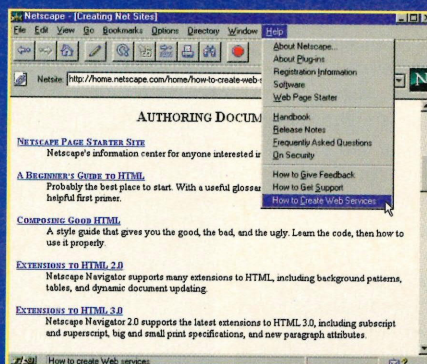 Netscape - [Creating Net Sites]
File Edit View Go Bookmarks Options Directory Window Help
Netsite: http://home.netscape.com/home/how-to-create-web-s
N
About Netscape...
About Plug-ins
Registration Information
Software
Web Page Starter
Handbook
Release Notes
Frequently Asked Questions
On Security
How to Give Feedback
How to Get Support
How to Create Web Services
AUTHORING DOCUM
NETSCAPE PAGE STARTER SITE
Netscape's information center for anyone interested in
A BEGINNER'S GUIDE TO HTML
Probably the best place to start. With a useful glossar
helpful first primer.
COMPOSING GOOD HTML
A style guide that gives you the good, the bad, and the ugly. Learn the code, then how to
use it properly.
EXTENSIONS TO HTML 2.0
Netscape Navigator supports many extensions to HTML, including background patterns,
tables, and dynamic document updating.
EXTENSIONS TO HTML 3.0
Netscape Navigator 2.0 supports the latest extensions to HTML 3.0, including subscript
and superscript, big and small print specifications, and new paragraph attributes.
How to create Web services